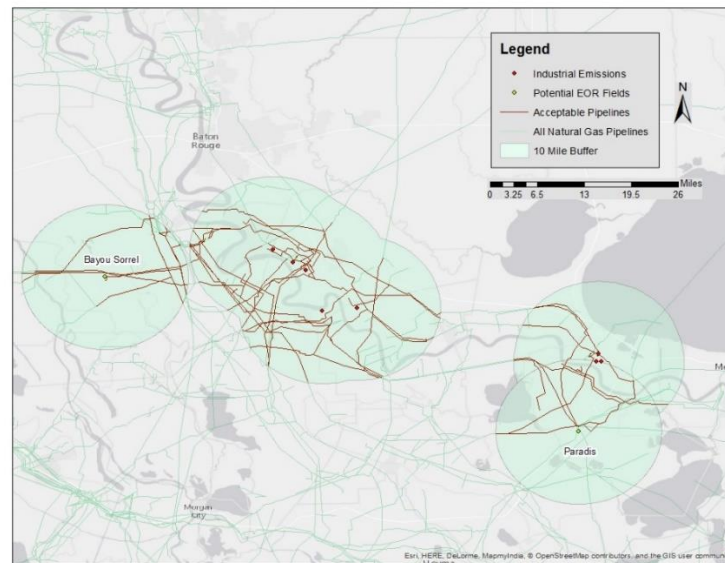 Legend
Industrial Emissions
Potential EOR Fields
Acceptable Pipelines
All Natural Gas Pipelines
10 Mile Buffer
Miles
0 3.25 6.5 13 19.5 26
Baton
Rouge
Bayou Sorrel
Paradis
Morgan
City
Esri, HERE, DeLorme, MapmyIndia, © OpenStreetMap contributors, and the GIS user commun